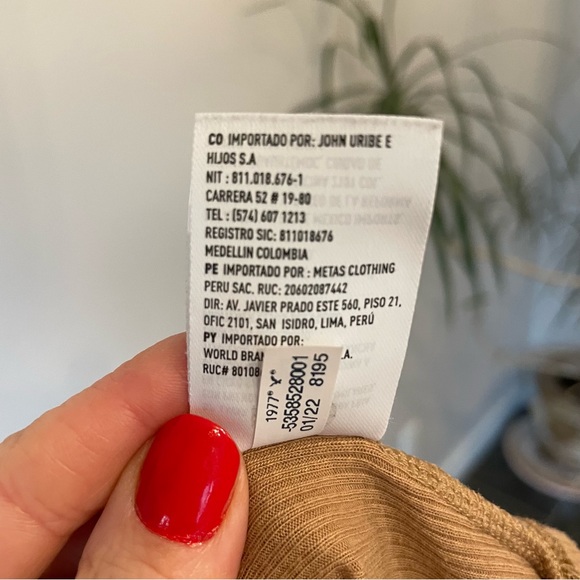 CO IMPORTADO POR: JOHN URIBE E
HIJOS S.A
NIT : 811.018.676-1
CARRERA 52 # 19-80
TEL : (574) 607 1213
REGISTRO SIC: 811018676
MEDELLIN COLOMBIA
PE IMPORTADO POR : METAS CLOTHING
PERU SAC. RUC: 20602087442
DIR: AV. JAVIER PRADO ESTE 560, PISO 21,
OFIC 2101, SAN ISIDRO, LIMA, PERÚ
PY IMPORTADO POR:
WORLD
RUC# 80108
1977® Y®
5358528001
01/22 8195